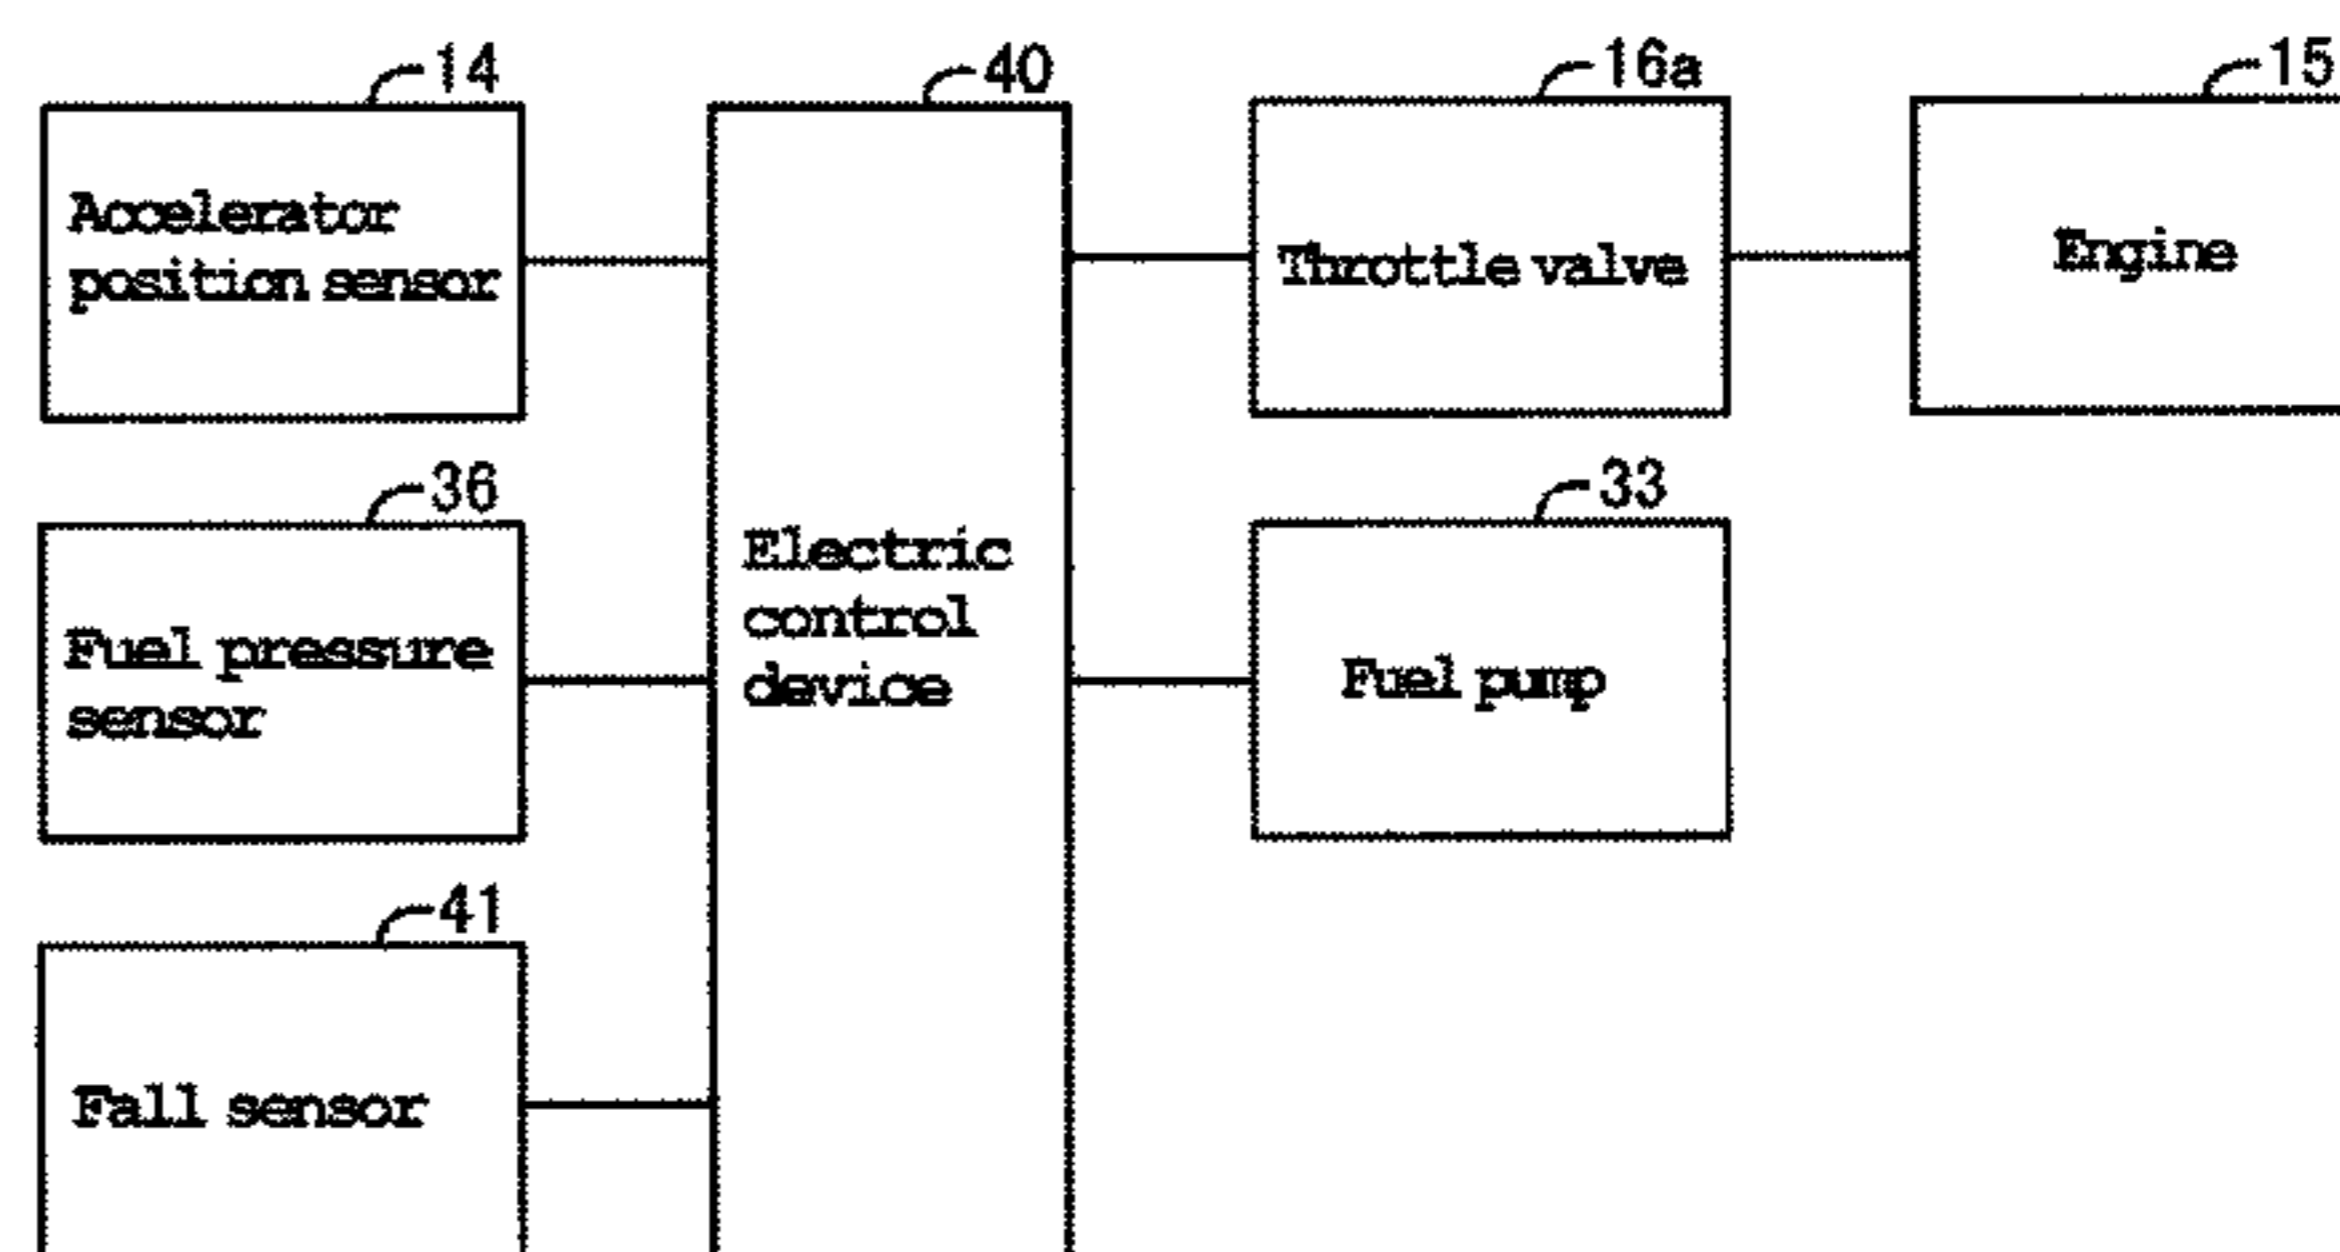 14
40
16a
15
Accelerator
position sensor
Throttle valve
Engine
36
33
Electric
control
device
Fuel pressure
sensor
Fuel pump
41
Fall sensor